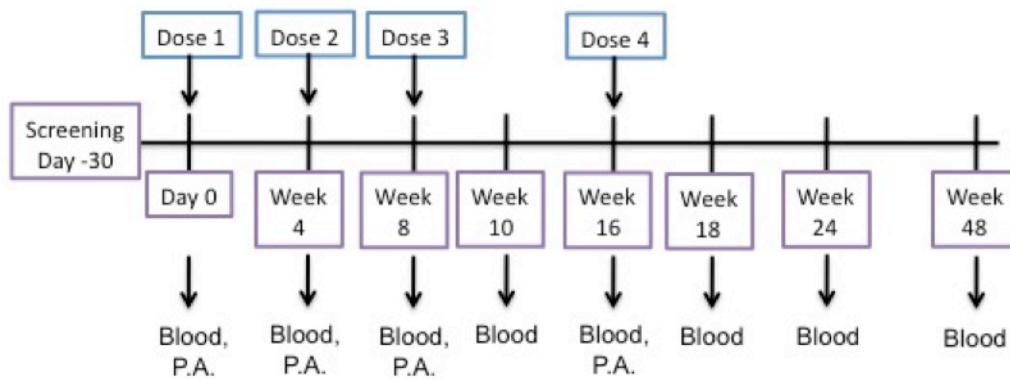 Dose 1 Dose 2 Dose 3 Dose 4
Screening
Day -30
Day 0
Week
4
Week
8
Week
10
Week
16
Week
18
Week
24
Week
48
Blood,
P.A.
Blood,
P.A.
Blood,
P.A.
Blood
Blood,
P.A.
Blood
Blood
Blood